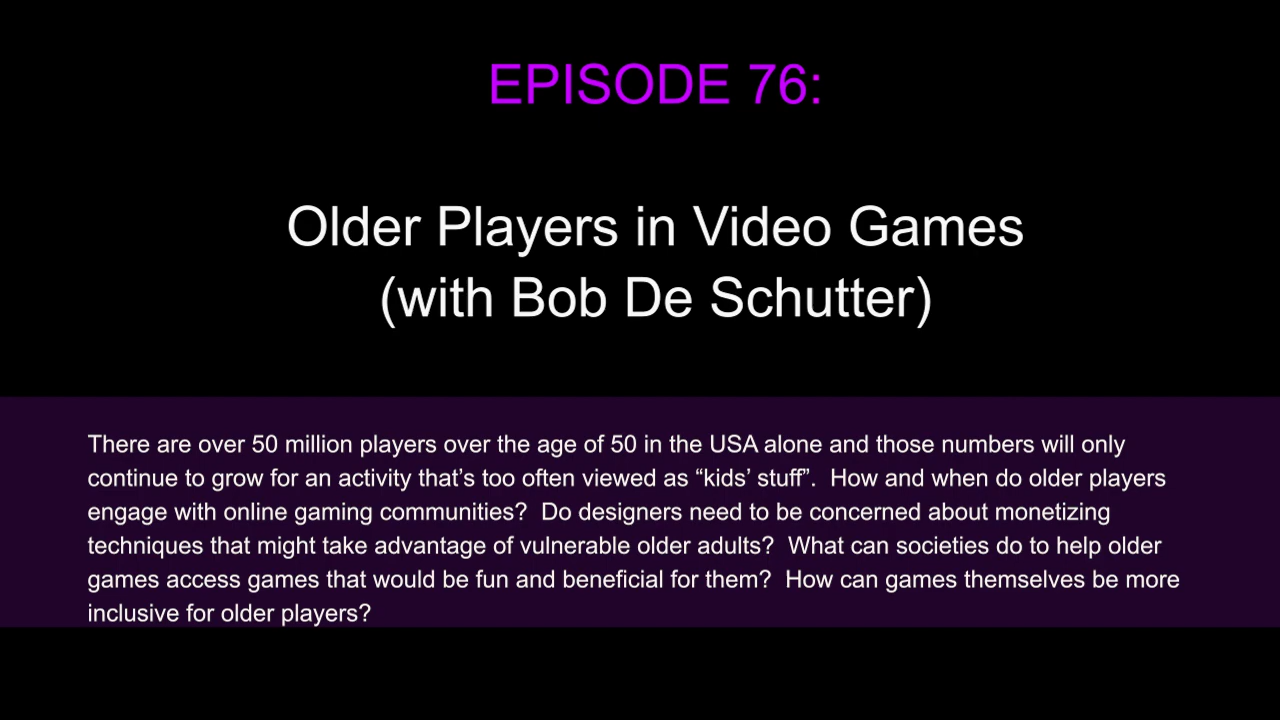 EPISODE 76:
Older Players in Video Games
(with Bob De Schutter)
There are over 50 million players over the age of 50 in the USA alone and those numbers will only
continue to grow for an activity that’s too often viewed as “kids’ stuff”.  How and when do older players
engage with online gaming communities?  Do designers need to be concerned about monetizing
techniques that might take advantage of vulnerable older adults?  What can societies do to help older
games access games that would be fun and beneficial for them?  How can games themselves be more
inclusive for older players?